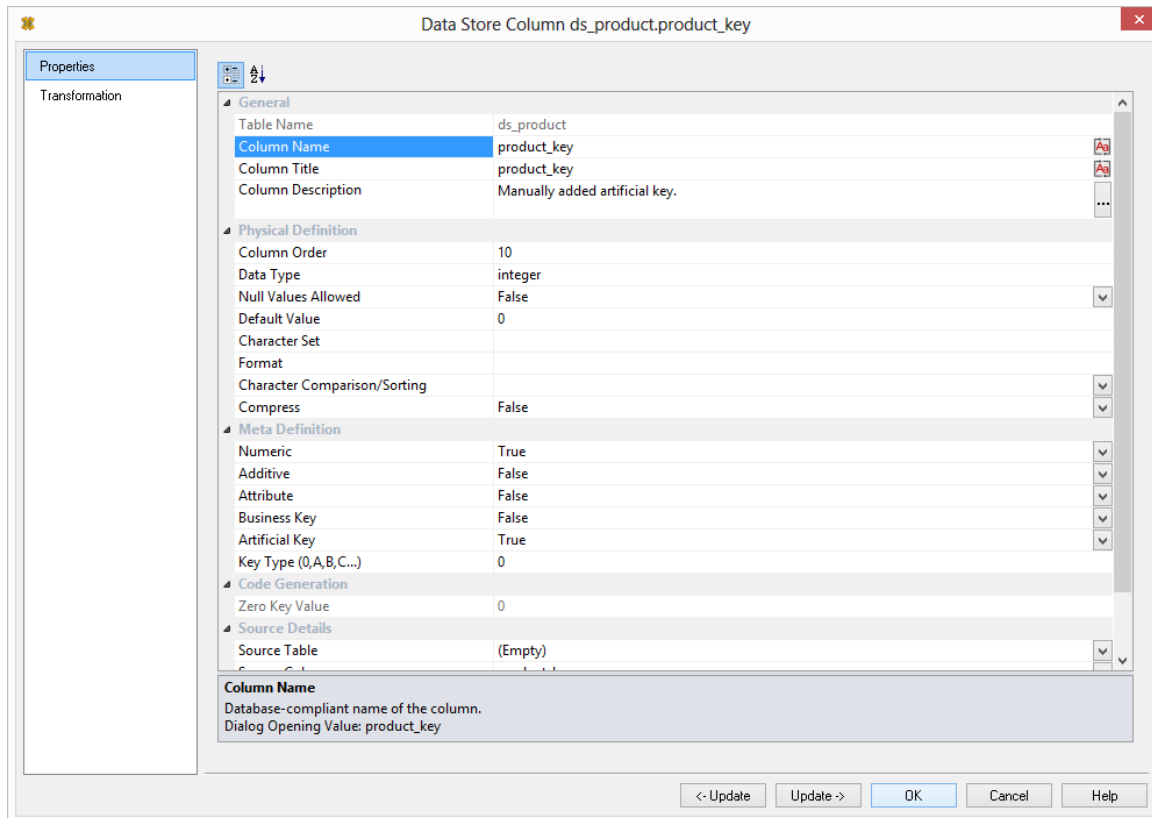 Data Store Column ds_product.product_key
Properties
Transformation
General
Table Name ds_product
Column Name product_key
Column Title product_key
Column Description Manually added artificial key.
...
Physical Definition
Column Order 10
Data Type integer
Null Values Allowed False
Default Value 0
Character Set
Format
Character Comparison/Sorting
Compress False
Meta Definition
Numeric True
Additive False
Attribute False
Business Key False
Artificial Key True
Key Type (0,A,B,C...) 0
Code Generation
Zero Key Value 0
Source Details
Source Table (Empty)
Column Name
Database-compliant name of the column.
Dialog Opening Value: product_key
<- Update Update -> OK Cancel Help